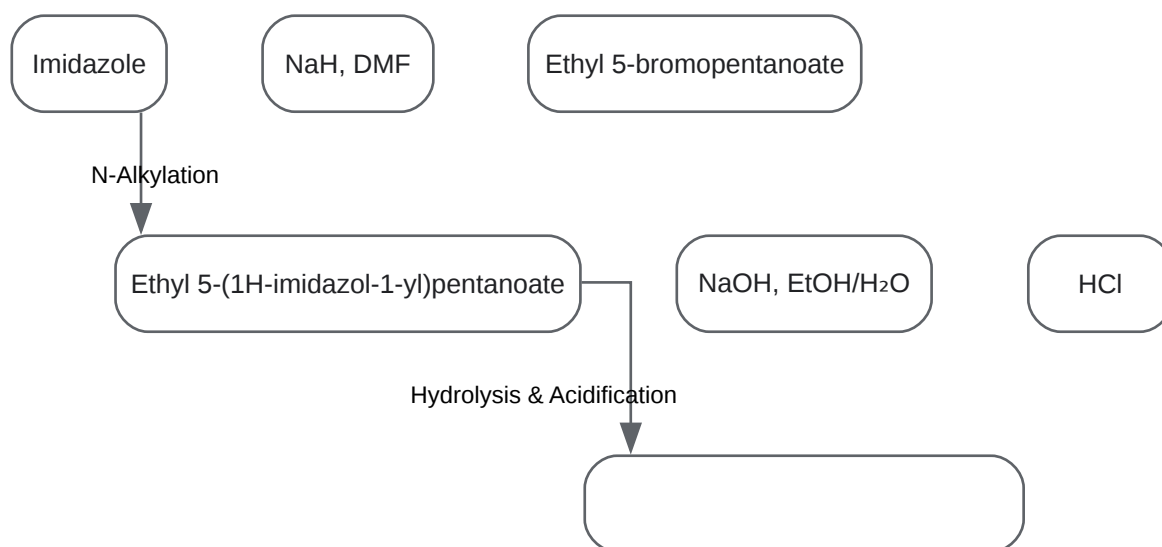 Imidazole
NaH, DMF
Ethyl 5-bromopentanoate
N-Alkylation
Ethyl 5-(1H-imidazol-1-yl)pentanoate
NaOH, EtOH/H₂O
HCl
Hydrolysis & Acidification